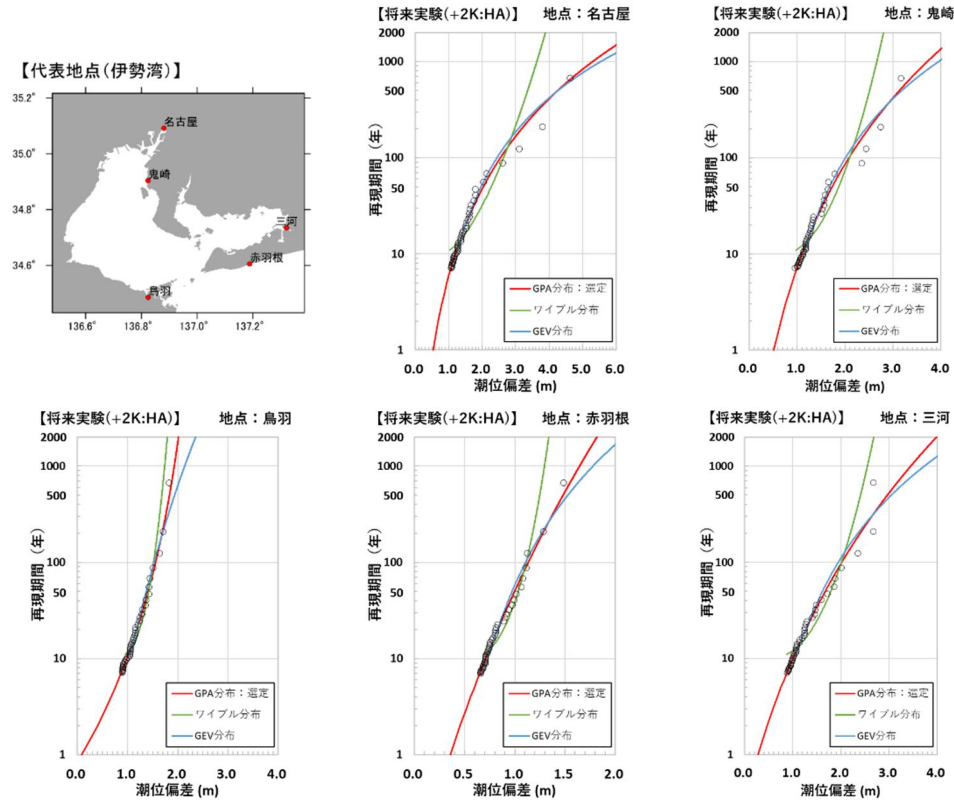 【代表地点(伊勢湾)】
35.2°
35.0°
34.8°
34.6°
136.6°
136.8°
137.0°
137.2°
名古屋
鬼崎
三河
赤羽根
鳥羽
【将来実験(+2K:HA)】 地点：名古屋
2000
1000
500
100
50
10
1
再現期間（年）
GPA分布：選定
ワイブル分布
GEV分布
0.0 1.0 2.0 3.0 4.0 5.0 6.0
潮位偏差 (m)
【将来実験(+2K:HA)】 地点：鬼崎
2000
1000
500
100
50
10
1
再現期間（年）
GPA分布：選定
ワイブル分布
GEV分布
0.0 1.0 2.0 3.0 4.0
潮位偏差 (m)
【将来実験(+2K:HA)】 地点：鳥羽
2000
1000
500
100
50
10
1
再現期間（年）
GPA分布：選定
ワイブル分布
GEV分布
0.0 1.0 2.0 3.0 4.0
潮位偏差 (m)
【将来実験(+2K:HA)】 地点：赤羽根
2000
1000
500
100
50
10
1
再現期間（年）
GPA分布：選定
ワイブル分布
GEV分布
0.0 0.5 1.0 1.5 2.0
潮位偏差 (m)
【将来実験(+2K:HA)】 地点：三河
2000
1000
500
100
50
10
1
再現期間（年）
GPA分布：選定
ワイブル分布
GEV分布
0.0 1.0 2.0 3.0 4.0
潮位偏差 (m)